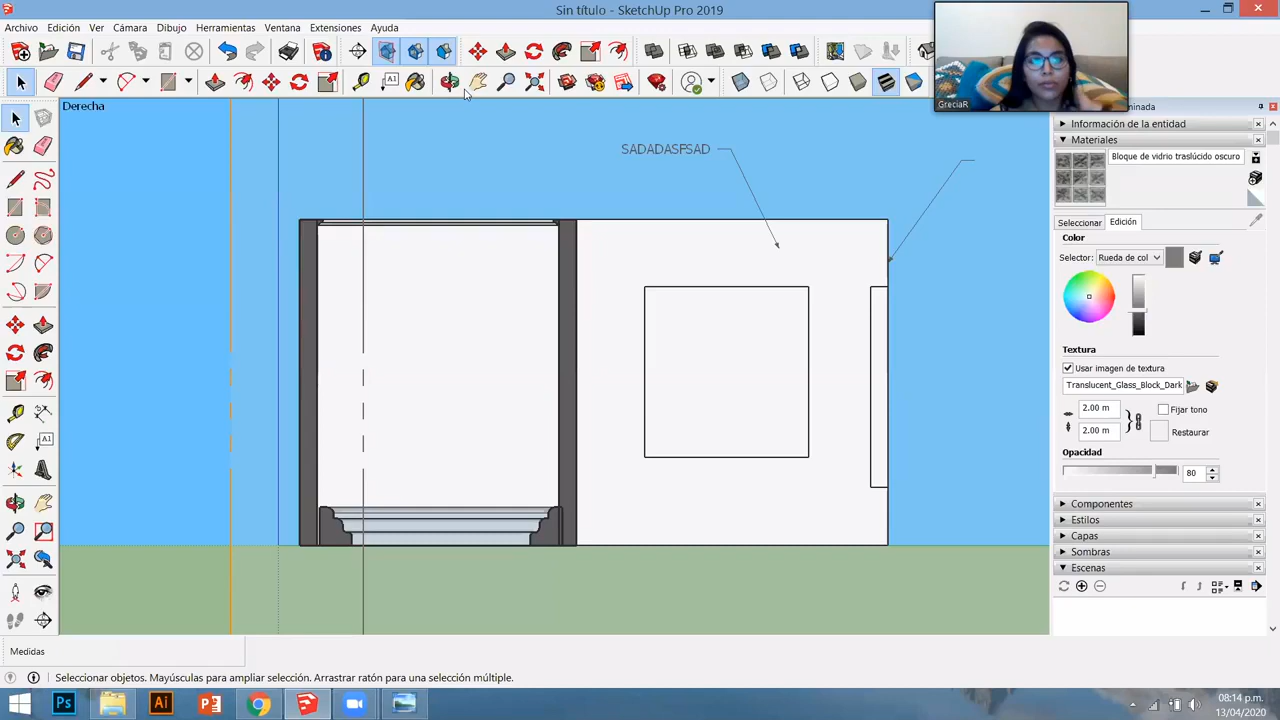 Sin título - SketchUp Pro 2019
Archivo Edición Ver Cámara Dibujo Herramientas Ventana Extensiones Ayuda
GreciaR
Derecha
SADADASFSAD
minada
Información de la entidad
Materiales
Bloque de vidrio traslúcido oscuro
Seleccionar Edición
Color
Selector: Rueda de col
Textura
Usar imagen de textura
Translucent_Glass_Block_Dark
2.00 m Fijar tono
2.00 m Restaurar
Opacidad
80
Componentes
Estilos
Capas
Sombras
Escenas
Medidas
Seleccionar objetos. Mayúsculas para ampliar selección. Arrastrar ratón para una selección múltiple.
Ps Ai P
08:14 p.m.
13/04/2020